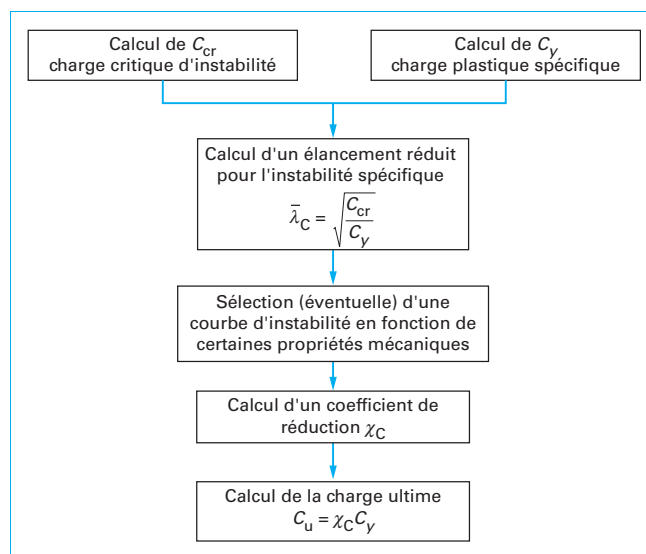 Calcul de C_cr
charge critique d'instabilité
Calcul de C_y
charge plastique spécifique
Calcul d'un élancement réduit
pour l'instabilité spécifique
λ̄_C = √(C_cr / C_y)
Sélection (éventuelle) d'une
courbe d'instabilité en fonction de
certaines propriétés mécaniques
Calcul d'un coefficient de
réduction χ_C
Calcul de la charge ultime
C_u = χ_C C_y